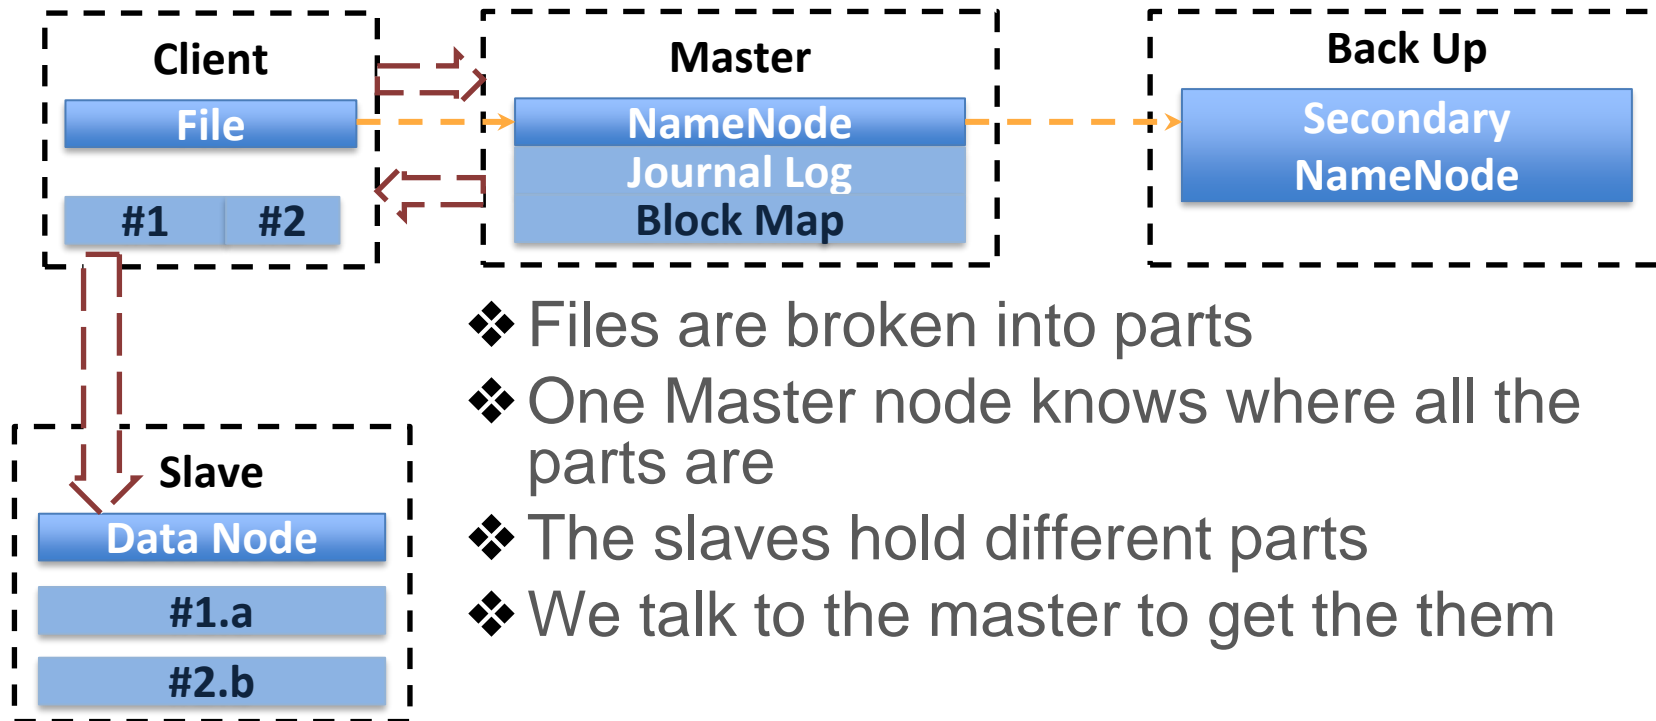 Client
File
#1 #2
Master
NameNode
Journal Log
Block Map
Back Up
Secondary
NameNode
❖ Files are broken into parts
❖ One Master node knows where all the
parts are
❖ The slaves hold different parts
❖ We talk to the master to get the them
Slave
Data Node
#1.a
#2.b